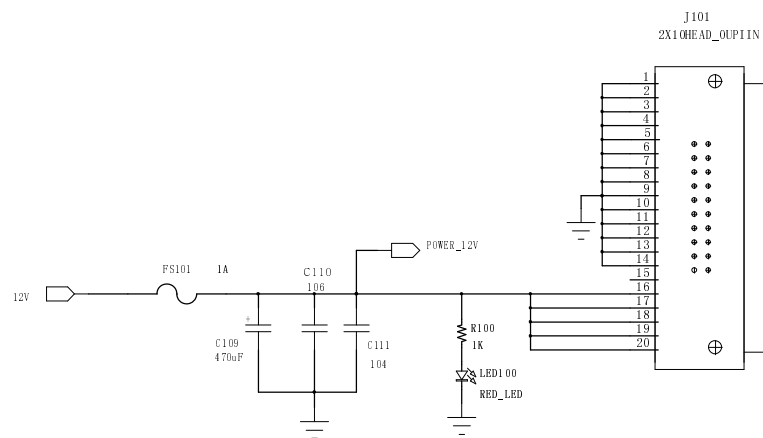 J101
2X10HEAD_OUPIIN
1
2
3
4
5
6
7
8
9
10
11
12
13
14
15
16
17
18
19
20
POWER_12V
12V
FS101 1A
C110
106
+
C109
470uF
C111
104
R100
1K
LED100
RED_LED